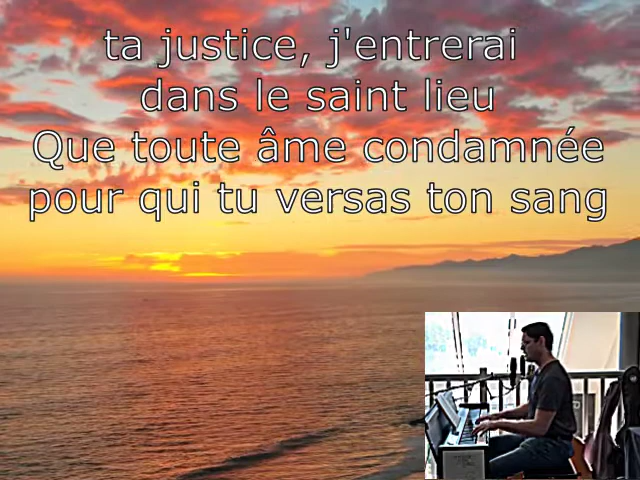 ta justice, j'entrerai
dans le saint lieu
Que toute âme condamnée
pour qui tu versas ton sang